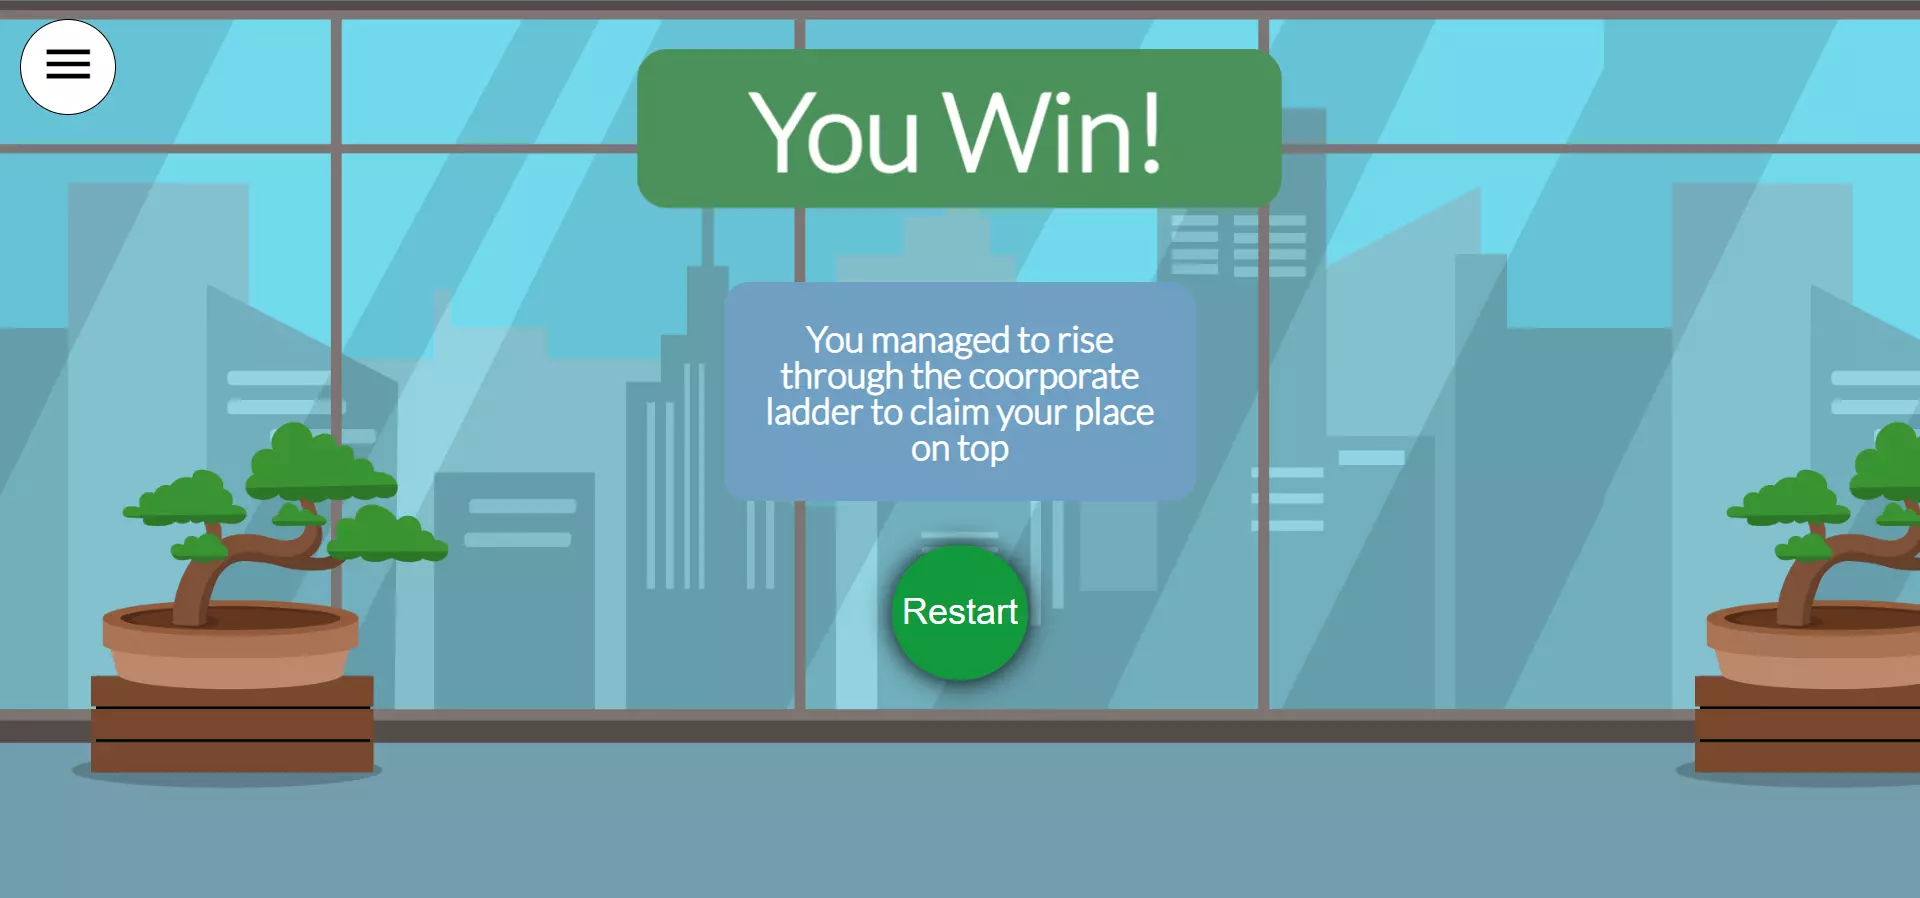 You Win!
You managed to rise
through the coorporate
ladder to claim your place
on top
Restart